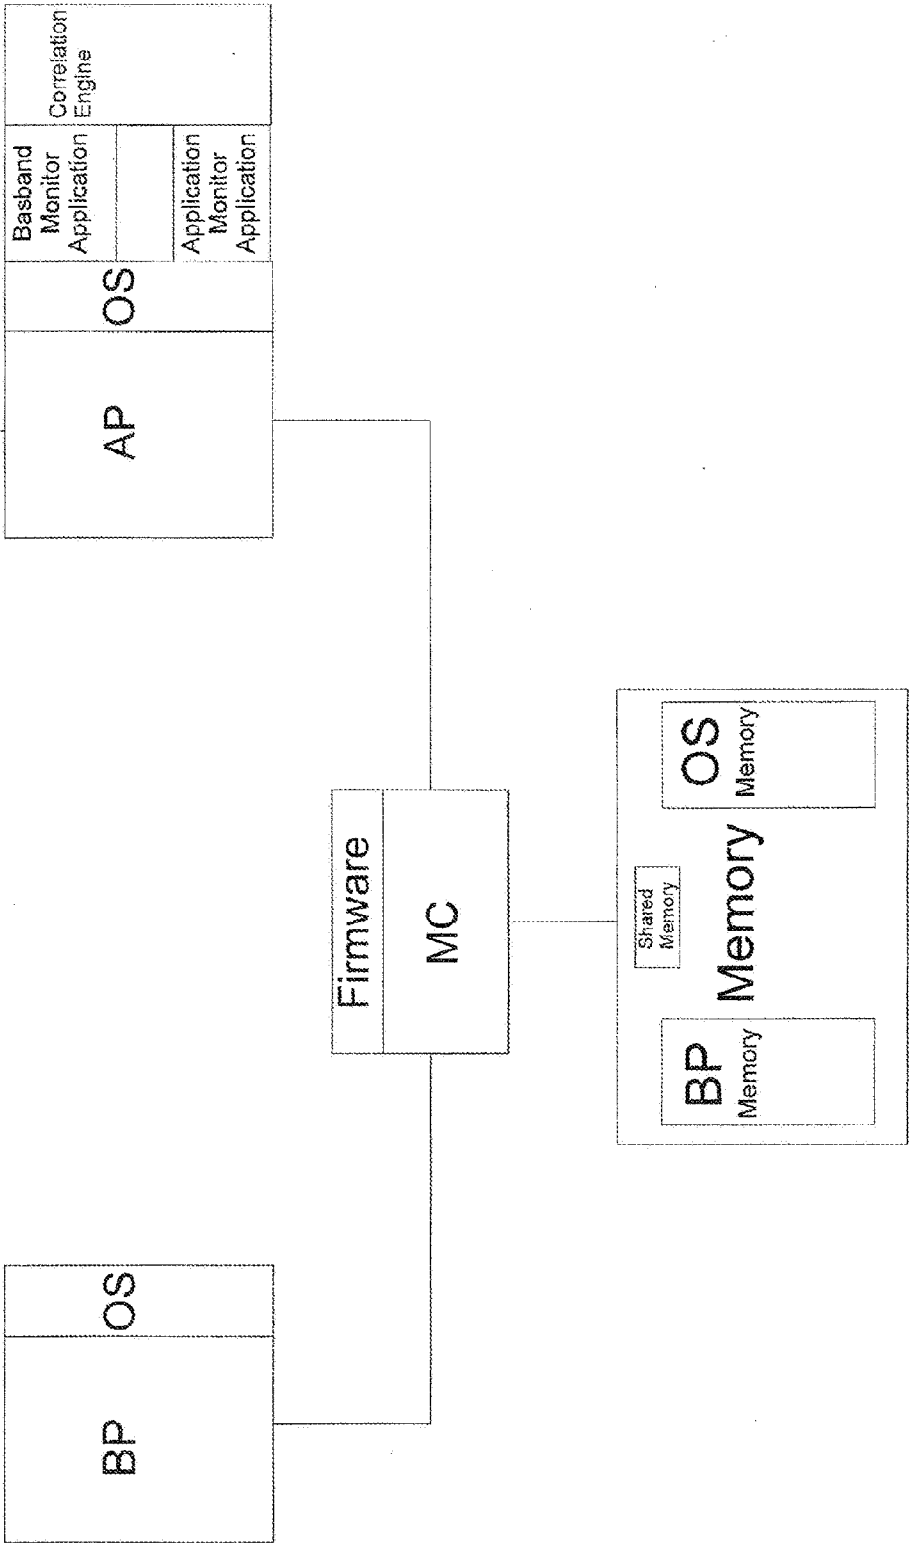 BP
OS
AP
OS
Basband
Monitor
Application
Application
Monitor
Application
Correlation
Engine
Firmware
MC
Shared
Memory
BP
Memory
Memory
OS
Memory